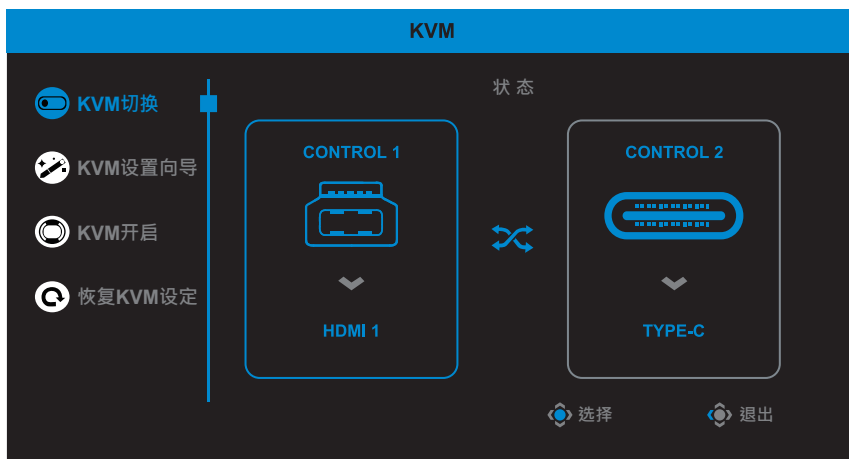 KVM
KVM切换
KVM设置向导
KVM开启
恢复KVM设定
状态
CONTROL 1
HDMI 1
CONTROL 2
TYPE-C
选择
退出